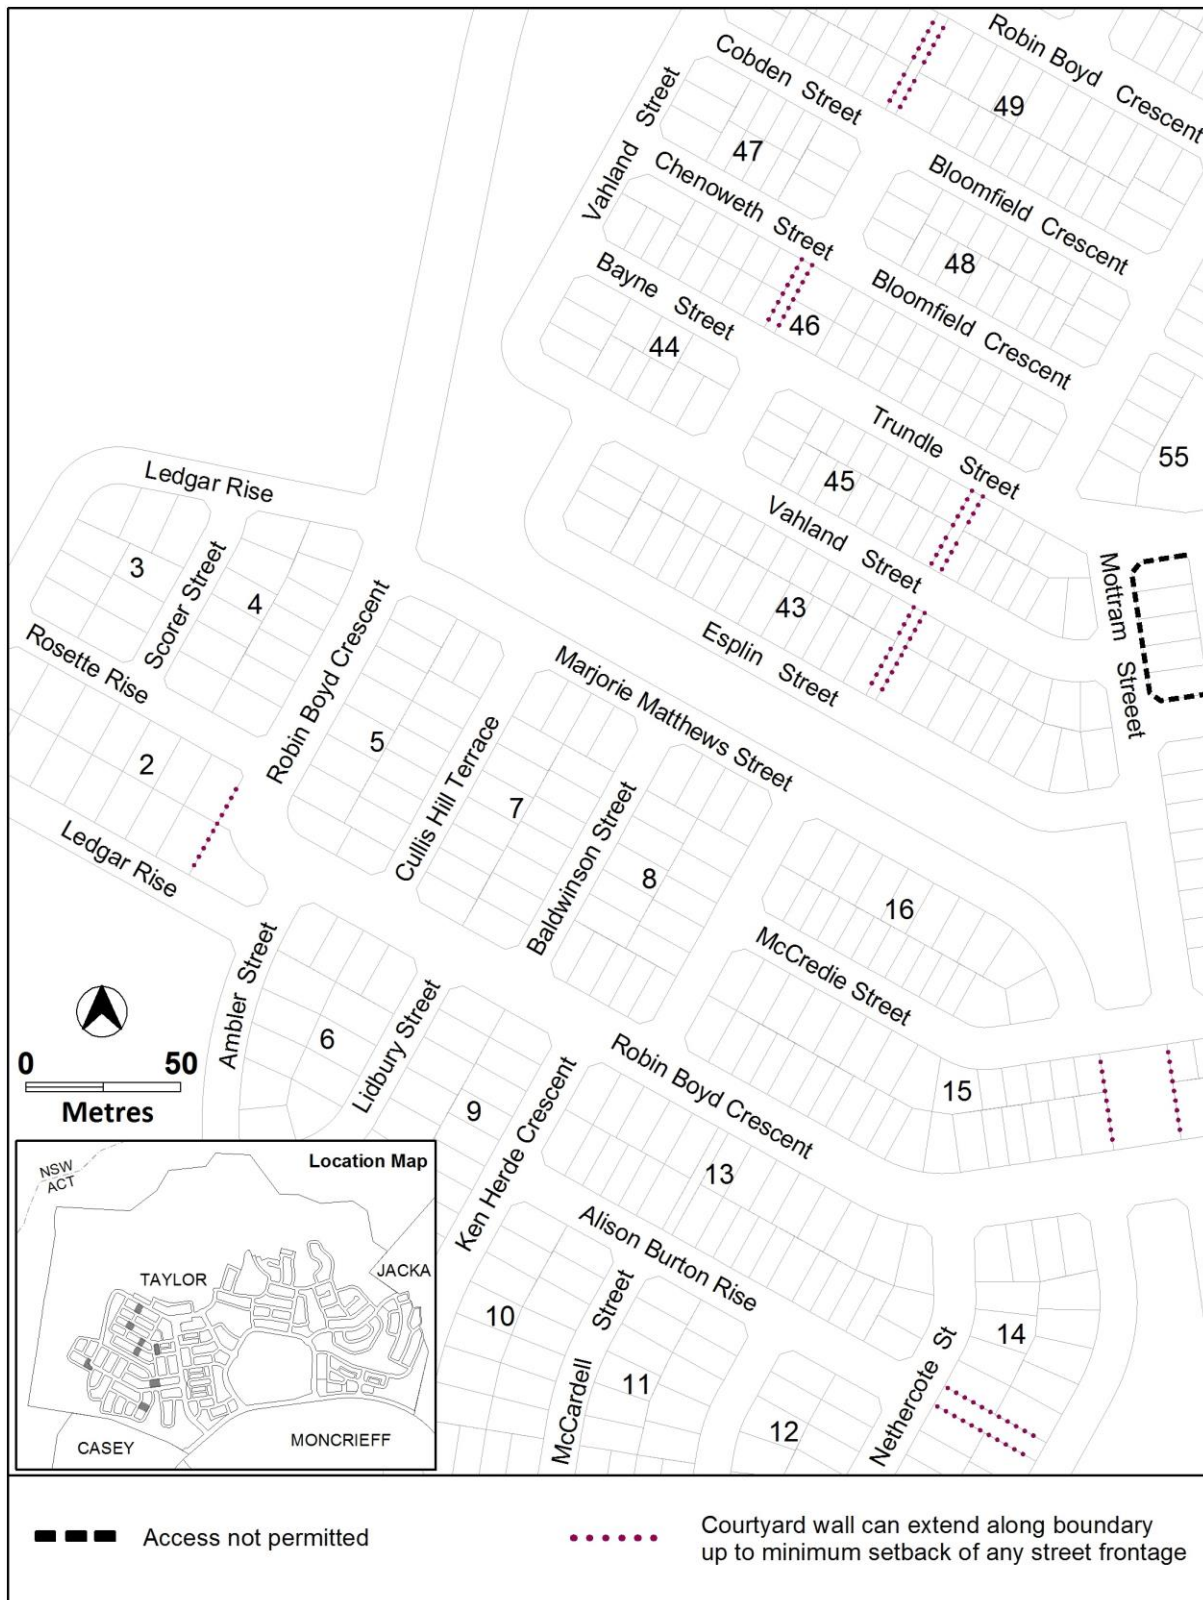 Robin Boyd Crescent
Cobden Street
49
Vahland Street
47
Chenoweth Street
Bloomfield Crescent
48
Bayne Street
Bloomfield Crescent
46
44
Trundle Street
55
45
Ledgar Rise
Vahland Street
3
Scorer Street
4
43
Mottram Streeet
Rosette Rise
Robin Boyd Crescent
Esplin Street
Marjorie Matthews Street
5
2
Cullis Hill Terrace
7
Baldwinson Street
8
Ledgar Rise
16
McCredie Street
Ambler Street
6
Lidbury Street
Robin Boyd Crescent
15
0 50
Metres
9
Ken Herde Crescent
13
Location Map
NSW
ACT
TAYLOR
JACKA
CASEY
MONCRIEFF
Alison Burton Rise
10
McCardell Street
14
11
Nethercote St
12
Access not permitted
Courtyard wall can extend along boundary
up to minimum setback of any street frontage